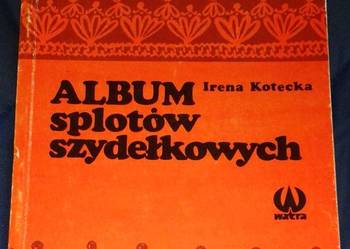 ALBUM Irena Kotecka
splotów
szydełkowych
watra